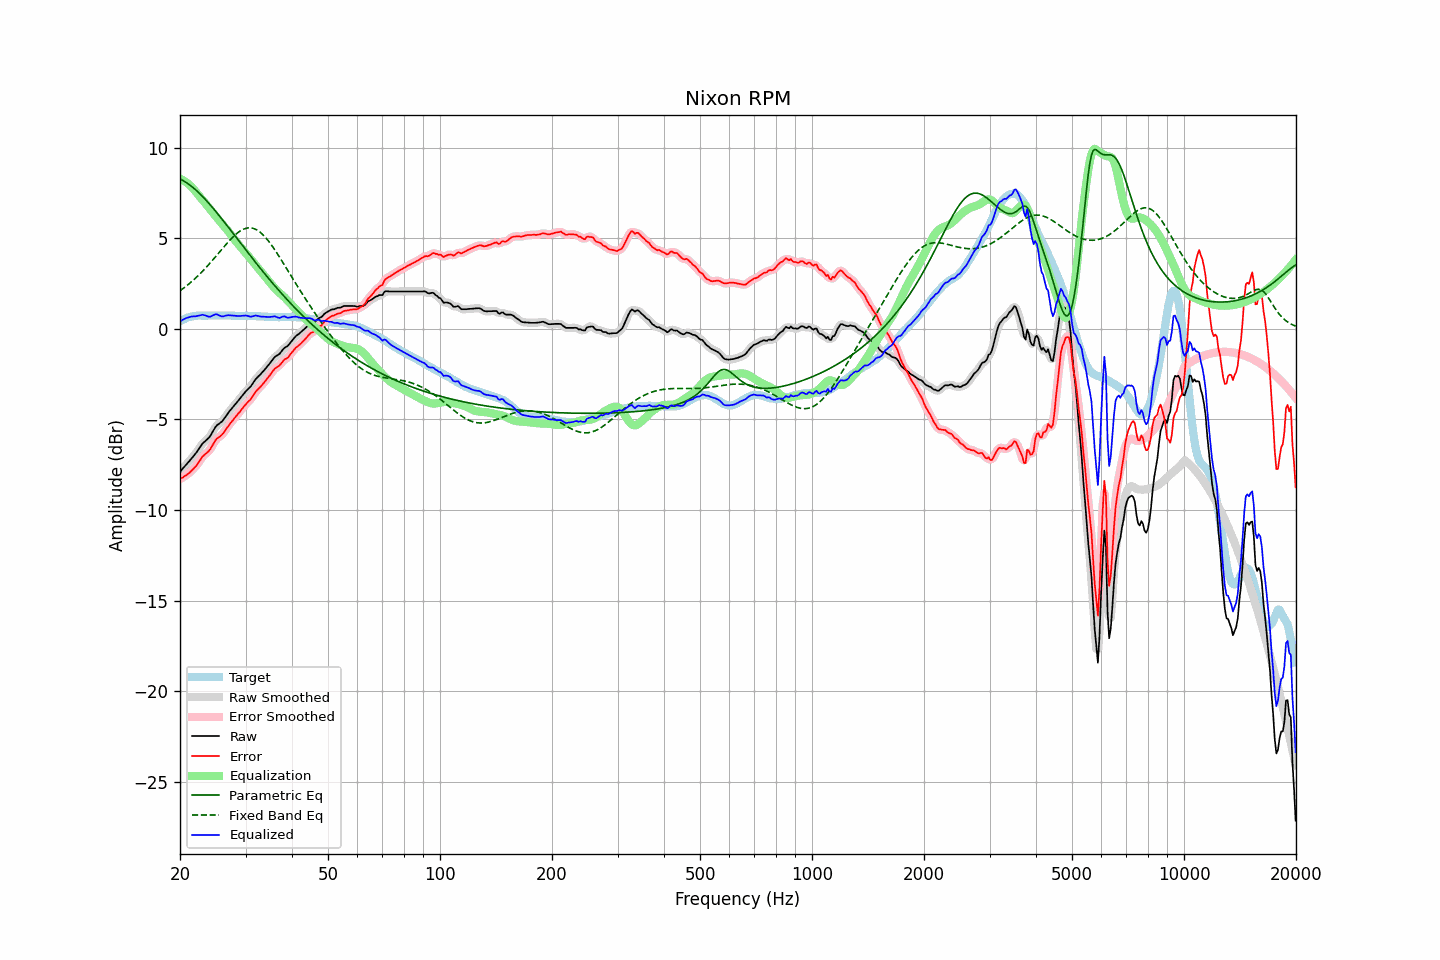 Nixon RPM
Amplitude (dBr)
10
5
0
−5
−10
−15
−20
−25
Target
Raw Smoothed
Error Smoothed
Raw
Error
Equalization
Parametric Eq
Fixed Band Eq
Equalized
20 50 100 200 500 1000 2000 5000 10000 20000
Frequency (Hz)